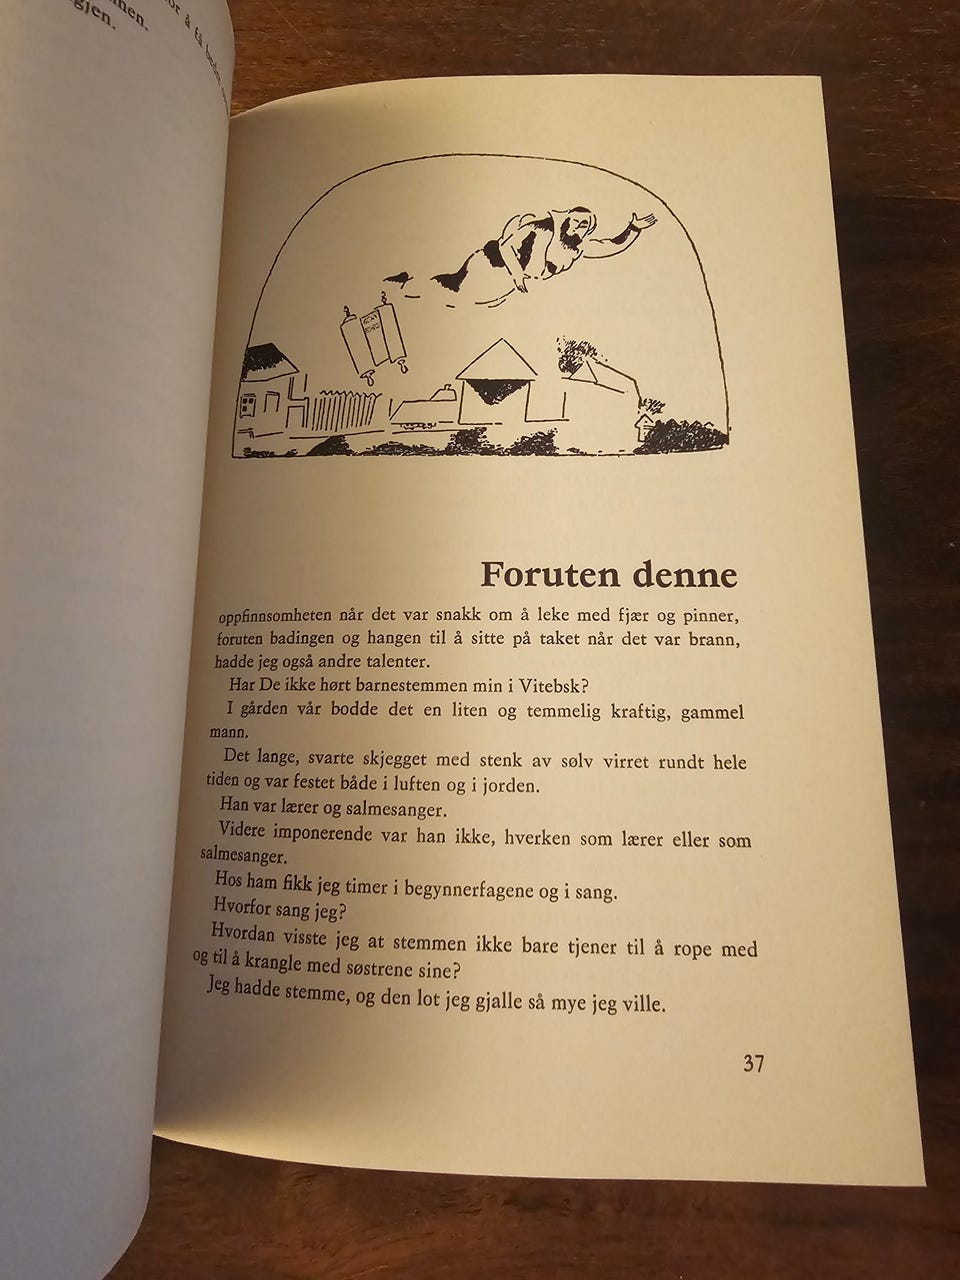 nnen.
gjen.
or å få bedre
Foruten denne
oppfinnsomheten når det var snakk om å leke med fjær og pinner,
foruten badingen og hangen til å sitte på taket når det var brann,
hadde jeg også andre talenter.
Har De ikke hørt barnestemmen min i Vitebsk?
I gården vår bodde det en liten og temmelig kraftig, gammel
mann.
Det lange, svarte skjegget med stenk av sølv virret rundt hele
tiden og var festet både i luften og i jorden.
Han var lærer og salmesanger.
Videre imponerende var han ikke, hverken som lærer eller som
salmesanger.
Hos ham fikk jeg timer i begynnerfagene og i sang.
Hvorfor sang jeg?
Hvordan visste jeg at stemmen ikke bare tjener til å rope med
og til å krangle med søstrene sine?
Jeg hadde stemme, og den lot jeg gjalle så mye jeg ville.
37